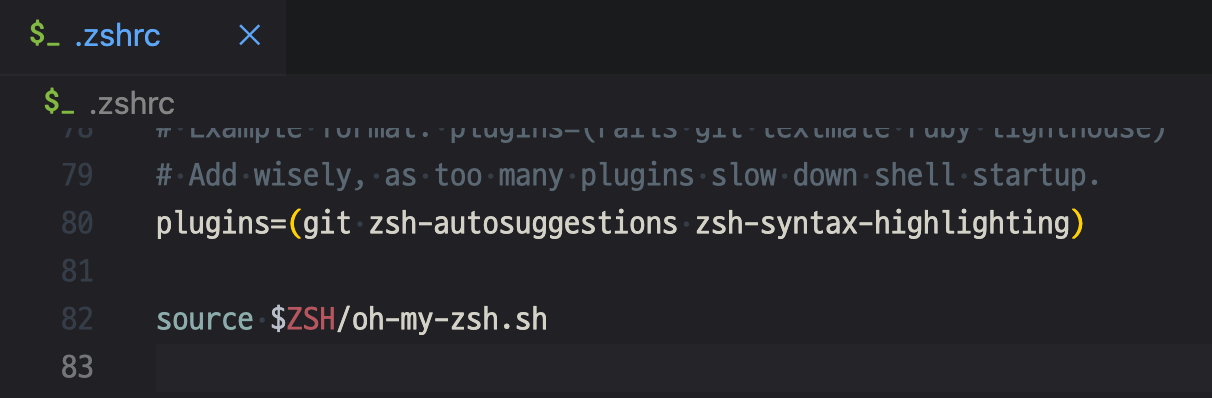 $_ .zshrc
$_ .zshrc
78 # Example format: plugins=(rails git textmate ruby lighthouse)
79 # Add wisely, as too many plugins slow down shell startup.
80 plugins=(git zsh-autosuggestions zsh-syntax-highlighting)
81
82 source $ZSH/oh-my-zsh.sh
83